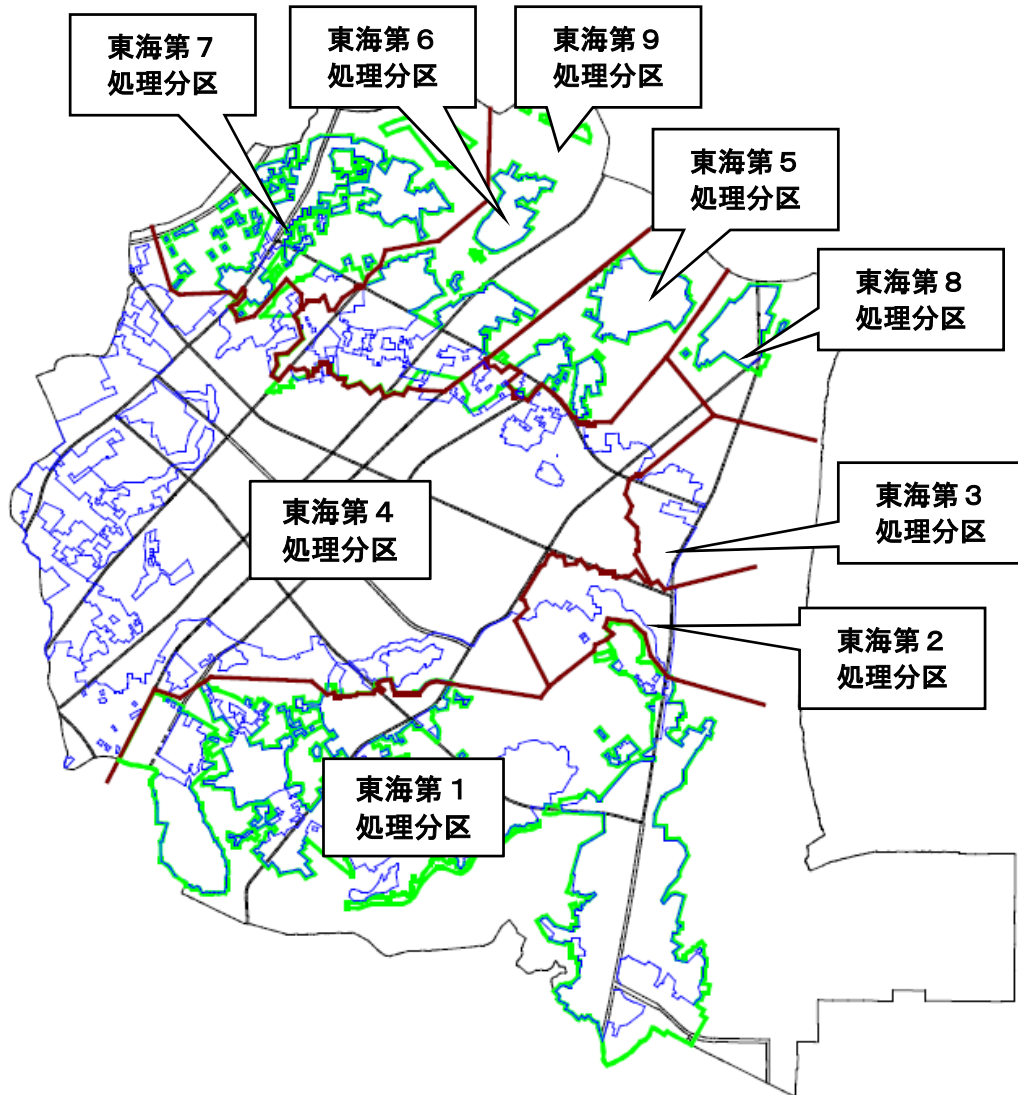 東海第７
処理分区
東海第６
処理分区
東海第９
処理分区
東海第５
処理分区
東海第８
処理分区
東海第３
処理分区
東海第４
処理分区
東海第２
処理分区
東海第１
処理分区